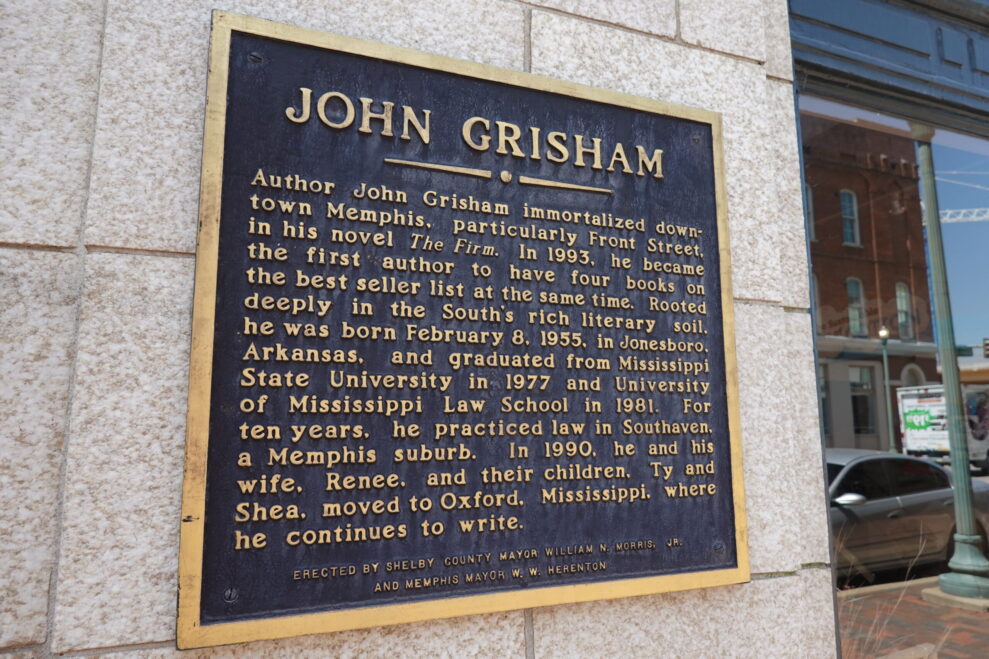 JOHN GRISHAM
Author John Grisham immortalized down-
town Memphis, particularly Front Street,
in his novel The Firm. In 1993, he became
the first author to have four books on
the best seller list at the same time. Rooted
deeply in the South's rich literary soil,
he was born February 8, 1955, in Jonesboro,
Arkansas, and graduated from Mississippi
State University in 1977 and University
of Mississippi Law School in 1981. For
ten years, he practiced law in Southaven,
a Memphis suburb. In 1990, he and his
wife, Renee, and their children, Ty and
Shea, moved to Oxford, Mississippi, where
he continues to write.
ERECTED BY SHELBY COUNTY MAYOR WILLIAM N. MORRIS, JR.
AND MEMPHIS MAYOR W. W. HERENTON